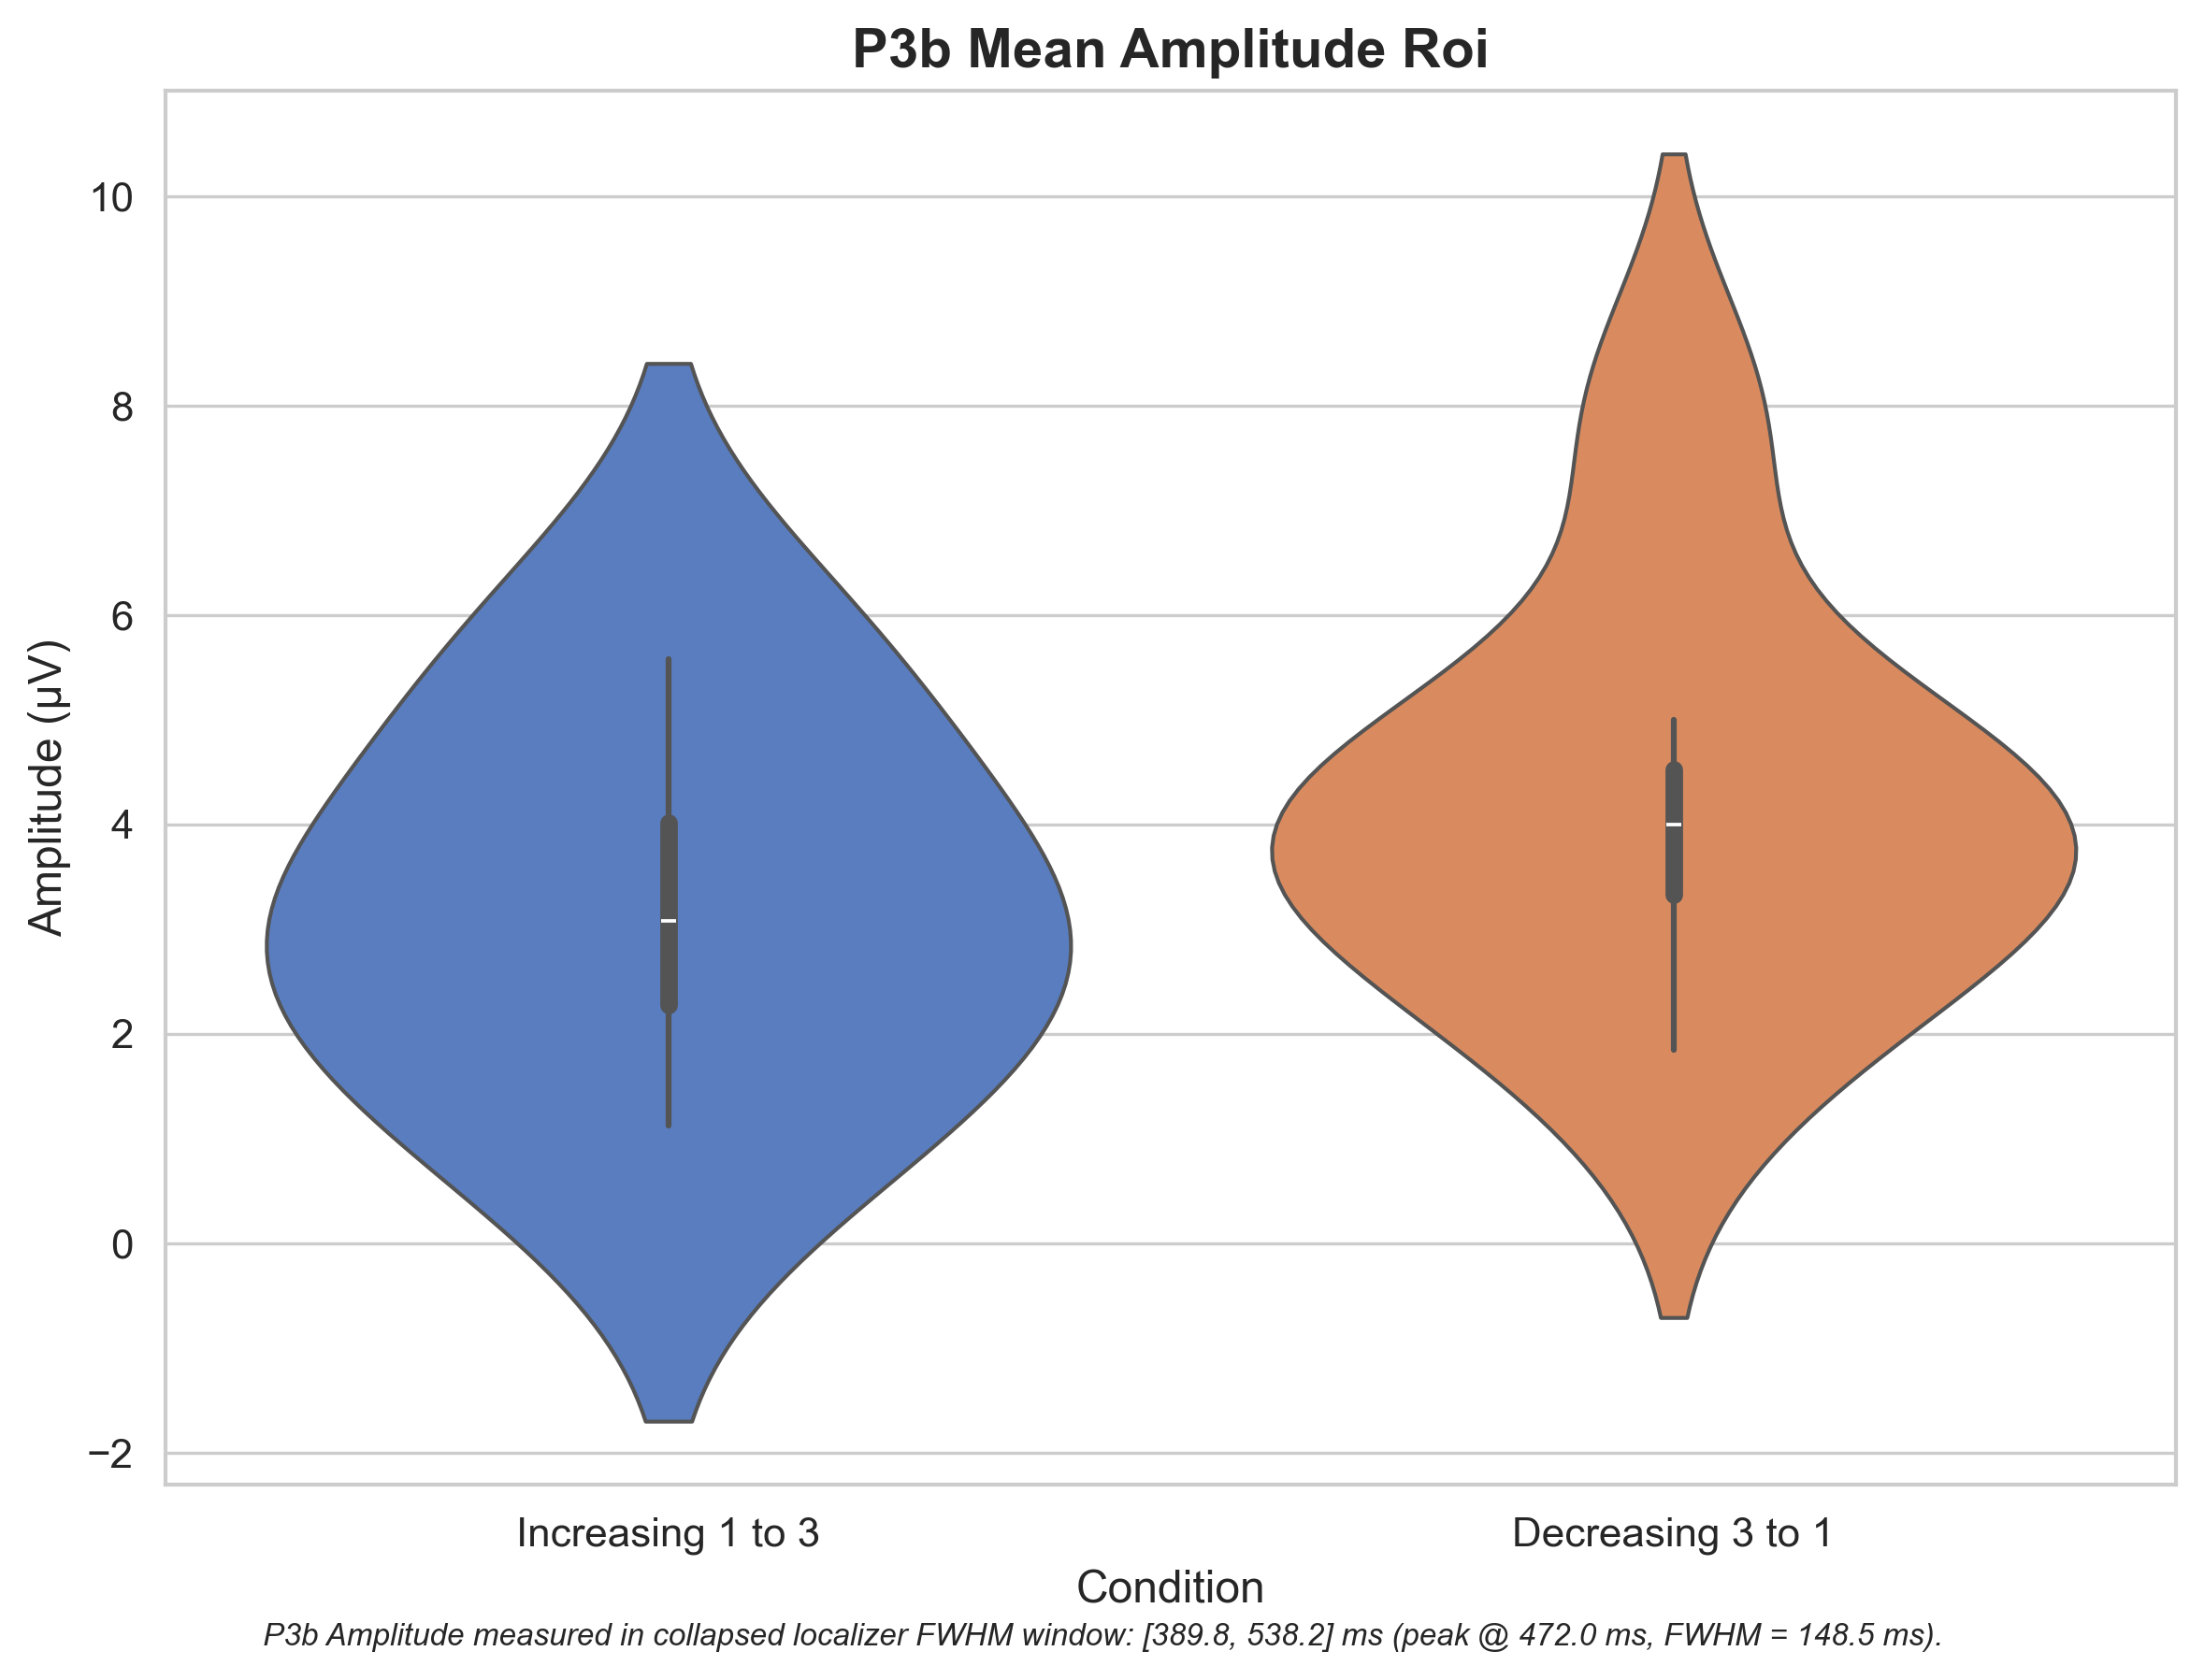 P3b Mean Amplitude Roi
Amplitude (µV)
10
8
6
4
2
0
−2
Increasing 1 to 3
Decreasing 3 to 1
Condition
P3b Amplitude measured in collapsed localizer FWHM window: [389.8, 538.2] ms (peak @ 472.0 ms, FWHM = 148.5 ms).